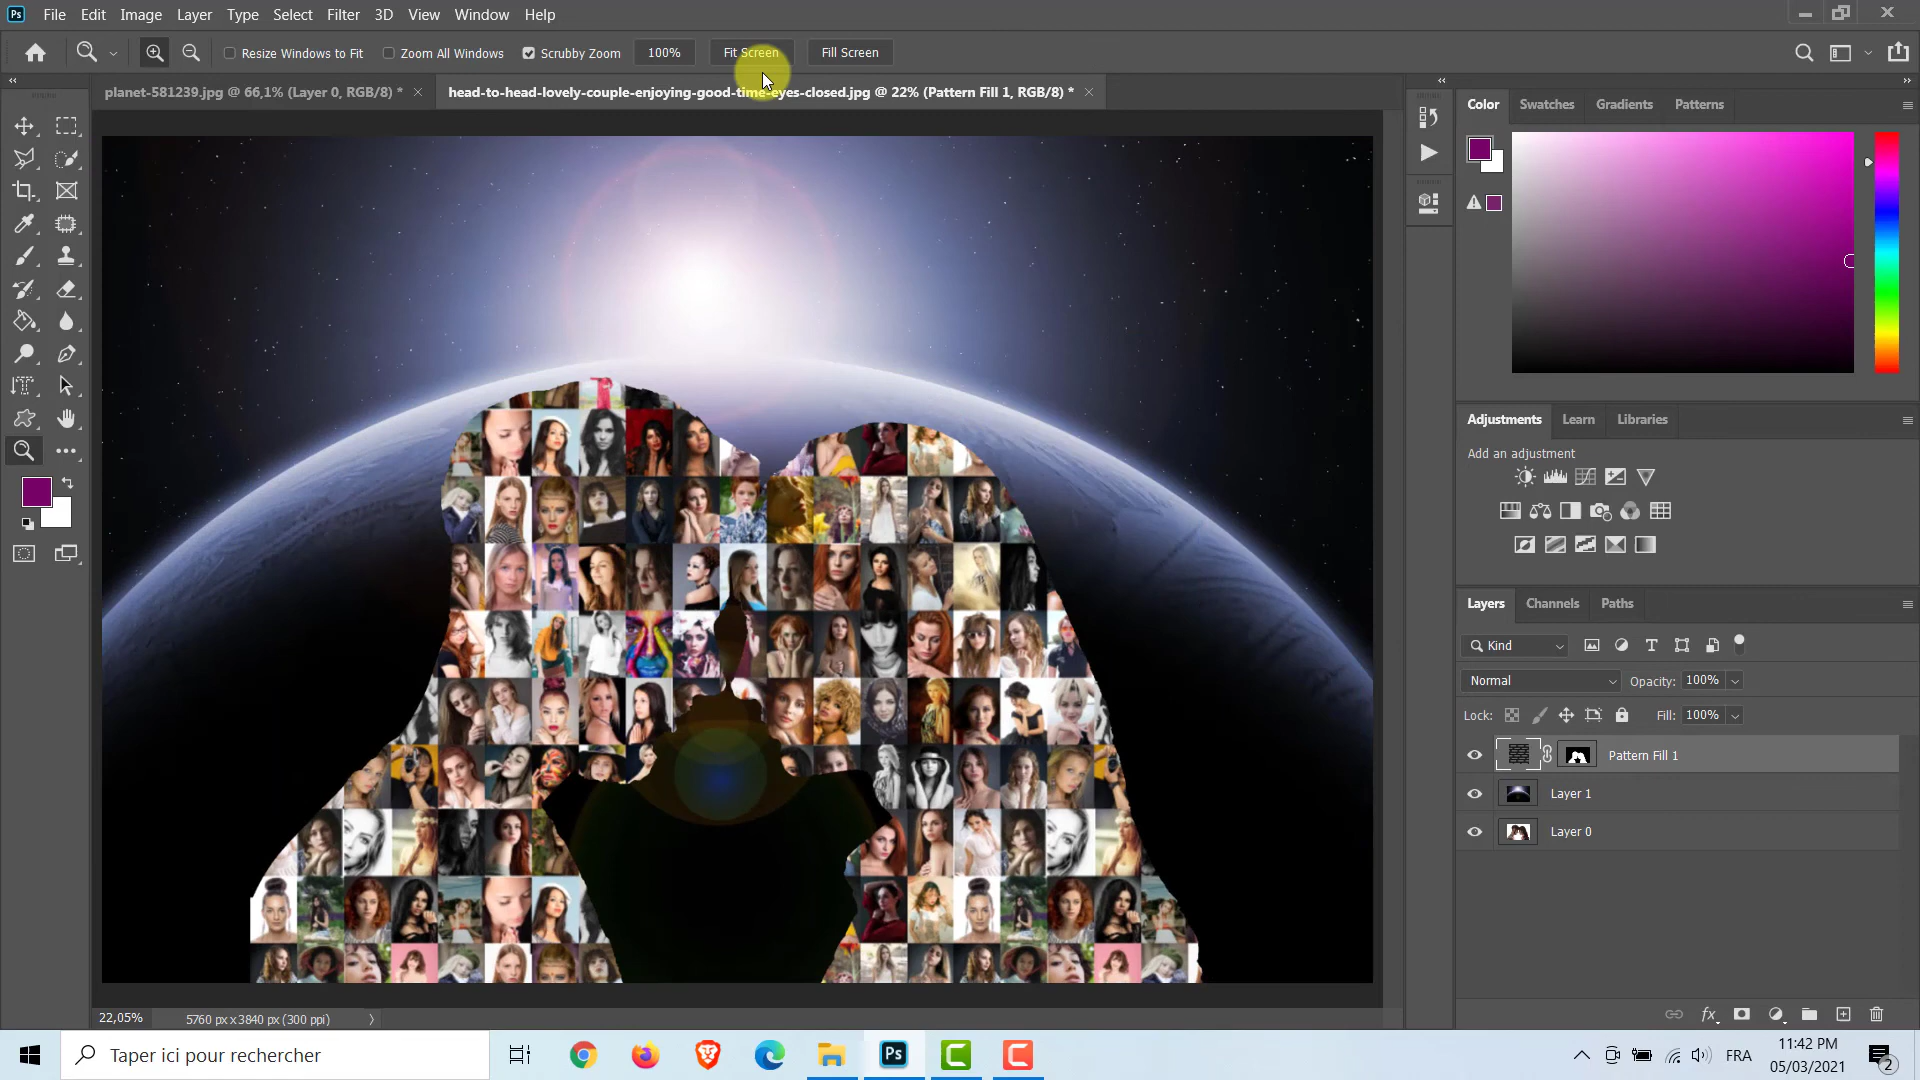 Ps File Edit Image Layer Type Select Filter 3D View Window Help
Resize Windows to Fit Zoom All Windows Scrubby Zoom 100% Fit Screen Fill Screen
planet-581239.jpg @ 66,1% (Layer 0, RGB/8) *
head-to-head-lovely-couple-enjoying-good-time-eyes-closed.jpg @ 22% (Pattern Fill 1, RGB/8) *
Color Swatches Gradients Patterns
Adjustments Learn Libraries
Add an adjustment
Layers Channels Paths
Kind
Normal Opacity: 100%
Lock: Fill: 100%
Pattern Fill 1
Layer 1
Layer 0
fx
22,05% 5760 px x 3840 px (300 ppi)
Taper ici pour rechercher
Ps
FRA
11:42 PM
05/03/2021
2